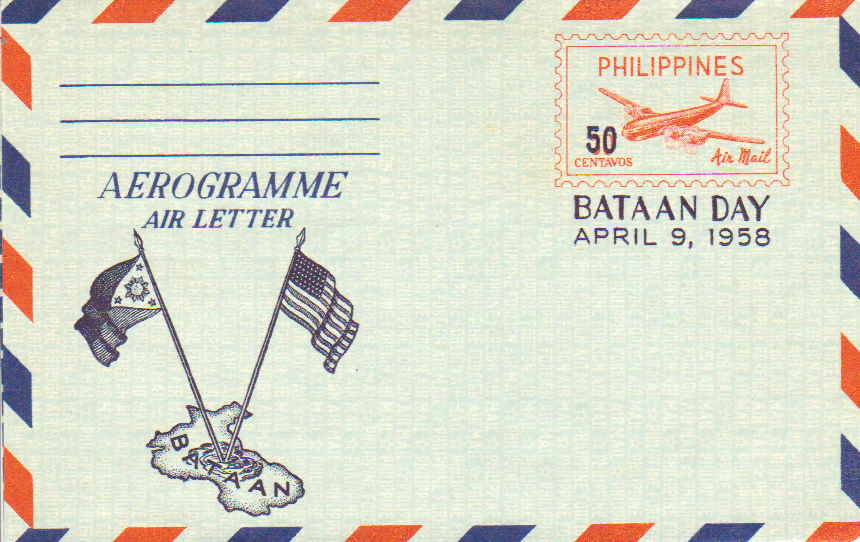 PHILIPPINES
50
CENTAVOS
Air Mail
BATAAN DAY
APRIL 9, 1958
AEROGRAMME
AIR LETTER
BATAAN